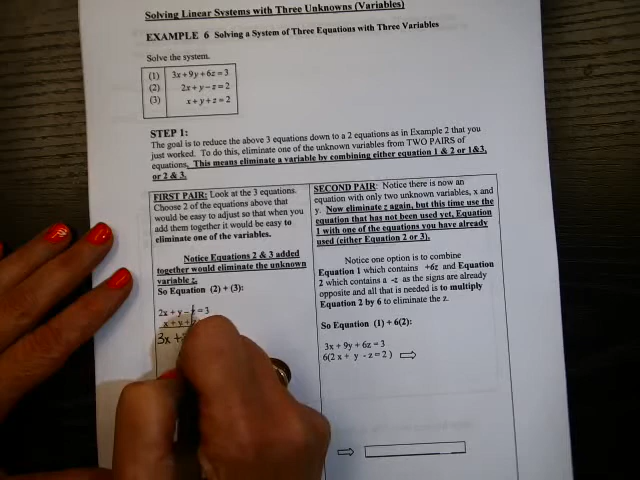 Solving Linear Systems with Three Unknowns (Variables)
EXAMPLE 6 Solving a System of Three Equations with Three Variables
Solve the system.
(1) 3x+9y+6z=3
(2) 2x+y−z=2
(3) x+y+z=2
STEP 1:
The goal is to reduce the above 3 equations down to a 2 equations as in Example 2 that you
just worked. To do this, eliminate one of the unknown variables from TWO PAIRS of
equations. This means eliminate a variable by combining either equation 1 & 2 or 1&3,
or 2 & 3.
FIRST PAIR: Look at the 3 equations.
Choose 2 of the equations above that
would be easy to adjust so that when you
add them together it would be easy to
eliminate one of the variables.
Notice Equations 2 & 3 added
together would eliminate the unknown
variable z.
So Equation (2) + (3):
2x + y − z = 3
x + y +
3x +
SECOND PAIR: Notice there is now an
equation with only two unknown variables, x and
y. Now eliminate z again, but this time use the
equation that has not been used yet, Equation
1 with one of the equations you have already
used (either Equation 2 or 3).
Notice one option is to combine
Equation 1 which contains +6z and Equation
2 which contains a -z as the signs are already
opposite and all that is needed is to multiply
Equation 2 by 6 to eliminate the z.
So Equation (1) + 6(2):
3x + 9y + 6z = 3
6(2 x + y - z = 2 )